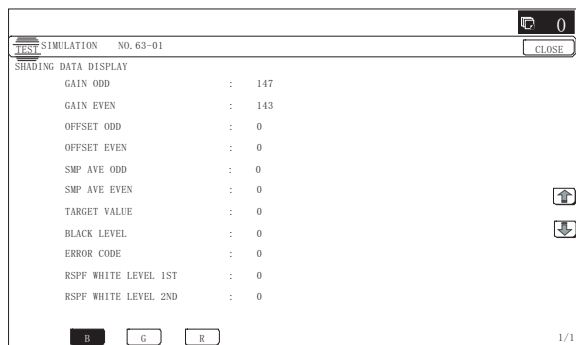 0
TEST SIMULATION NO. 63-01 CLOSE
SHADING DATA DISPLAY
GAIN ODD : 147
GAIN EVEN : 143
OFFSET ODD : 0
OFFSET EVEN : 0
SMP AVE ODD : 0
SMP AVE EVEN : 0
TARGET VALUE : 0
BLACK LEVEL : 0
ERROR CODE : 0
RSPF WHITE LEVEL 1ST : 0
RSPF WHITE LEVEL 2ND : 0
B G R 1/1